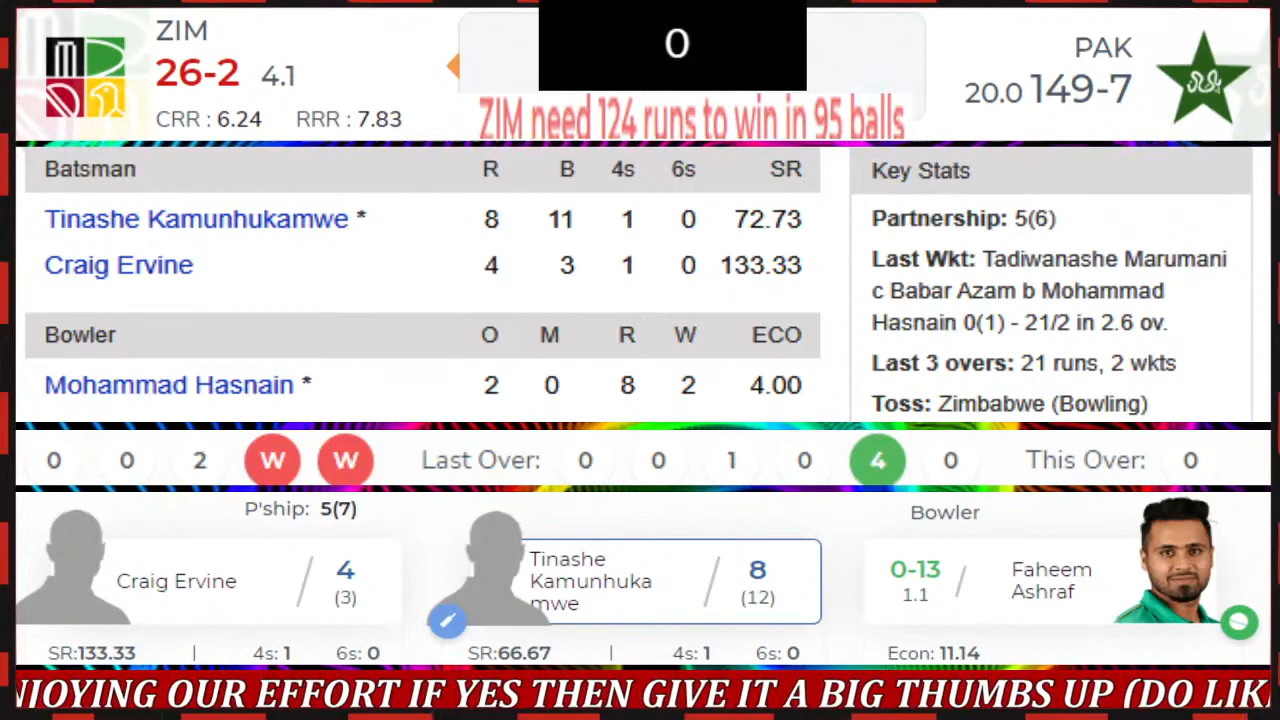 ZIM
26-2 4.1
CRR : 6.24 RRR : 7.83
0
ZIM need 124 runs to win in 95 balls
PAK
20.0 149-7
Batsman R B 4s 6s SR
Tinashe Kamunhukamwe * 8 11 1 0 72.73
Craig Ervine 4 3 1 0 133.33
Bowler O M R W ECO
Mohammad Hasnain * 2 0 8 2 4.00
Key Stats
Partnership: 5(6)
Last Wkt: Tadiwanashe Marumani
c Babar Azam b Mohammad
Hasnain 0(1) - 21/2 in 2.6 ov.
Last 3 overs: 21 runs, 2 wkts
Toss: Zimbabwe (Bowling)
0 0 2 W W Last Over: 0 0 1 0 4 0 This Over: 0
P'ship: 5(7)
Craig Ervine / 4
(3)
SR:133.33 | 4s: 1 6s: 0
Tinashe
Kamunhuka
mwe / 8
(12)
SR:66.67 | 4s: 1 6s: 0
Bowler
0-13
1.1 / Faheem
Ashraf
Econ: 11.14
NJOYING OUR EFFORT IF YES THEN GIVE IT A BIG THUMBS UP (DO LIK